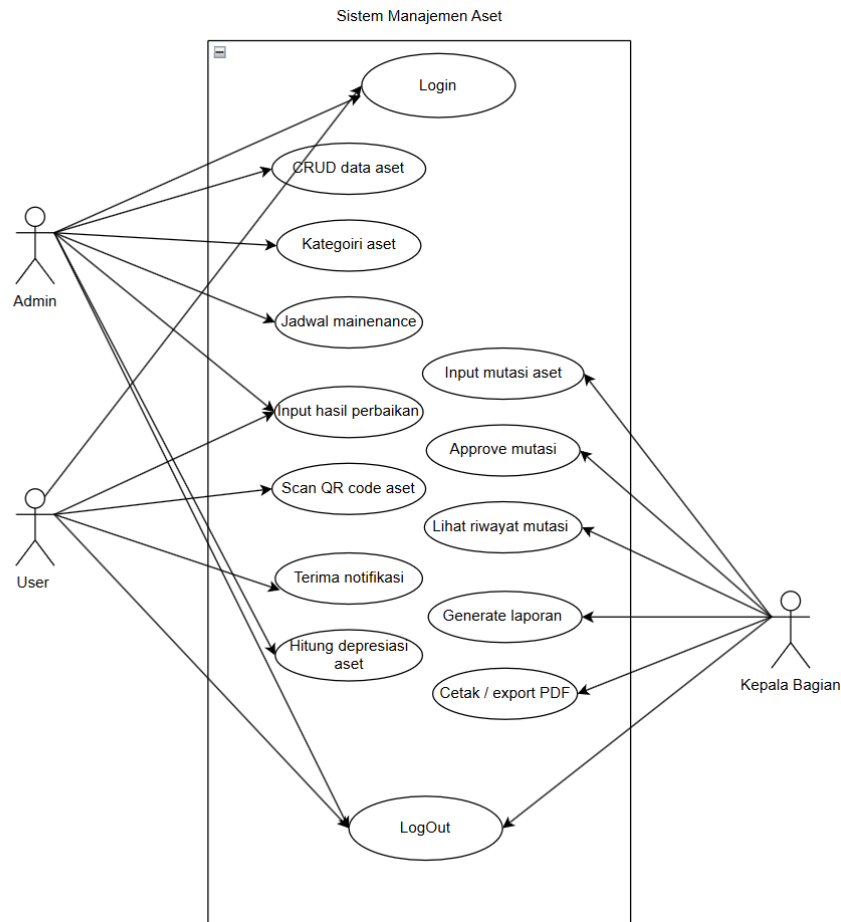 Sistem Manajemen Aset
Login
CRUD data aset
Admin
Kategoiri aset
Jadwal mainenance
Input mutasi aset
Input hasil perbaikan
Approve mutasi
Scan QR code aset
Lihat riwayat mutasi
User
Terima notifikasi
Generate laporan
Hitung depresiasi
aset
Cetak / export PDF
Kepala Bagian
LogOut